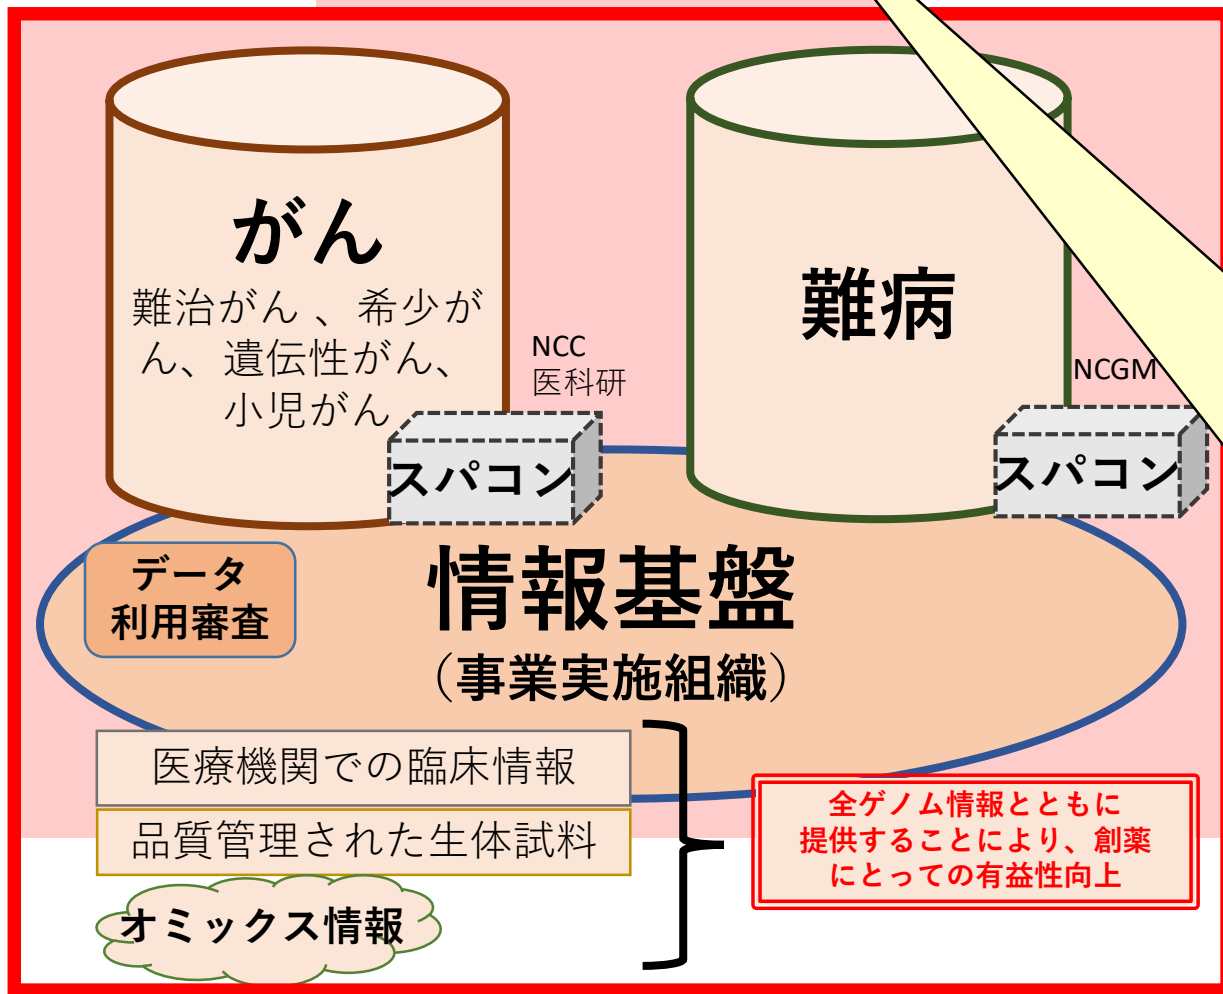 がん
難治がん 、希少が
ん、遺伝性がん、
小児がん
NCC
医科研
スパコン
難病
NCGM
スパコン
データ
利用審査
情報基盤
（事業実施組織）
医療機関での臨床情報
品質管理された生体試料
オミックス情報
全ゲノム情報とともに
提供することにより、創薬
にとっての有益性向上